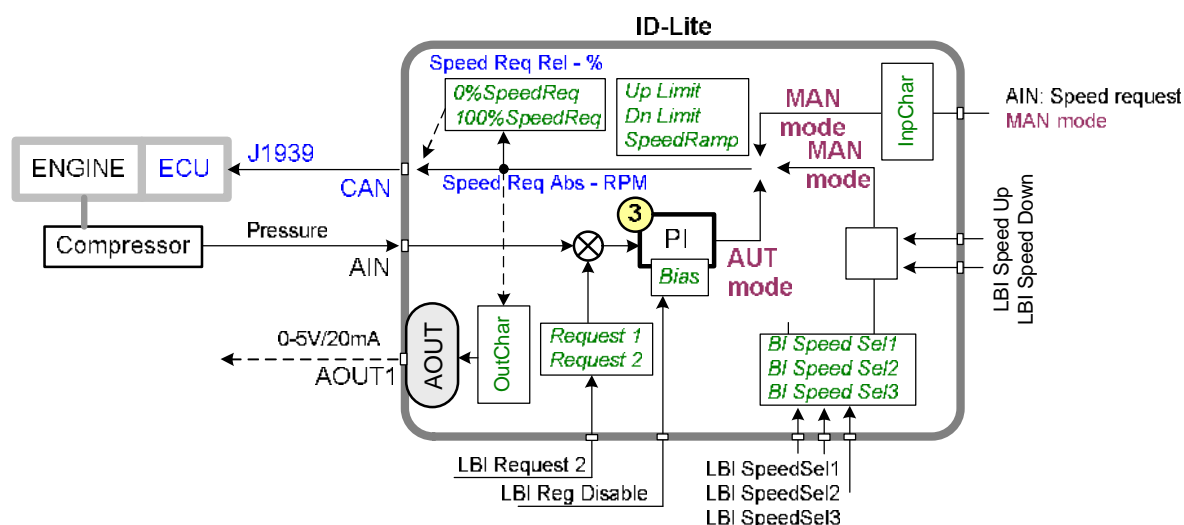 ID-Lite
Speed Req Rel - %
0%SpeedReq
100%SpeedReq
Up Limit
Dn Limit
SpeedRamp
MAN
mode
InpChar
AIN: Speed request
MAN mode
MAN
mode
ENGINE
ECU
J1939
CAN
Speed Req Abs - RPM
3
PI
Bias
AUT
mode
Compressor
Pressure
AIN
LBI Speed Up
LBI Speed Down
0-5V/20mA
AOUT1
AOUT
OutChar
Request 1
Request 2
BI Speed Sel1
BI Speed Sel2
BI Speed Sel3
LBI Request 2
LBI Reg Disable
LBI SpeedSel1
LBI SpeedSel2
LBI SpeedSel3